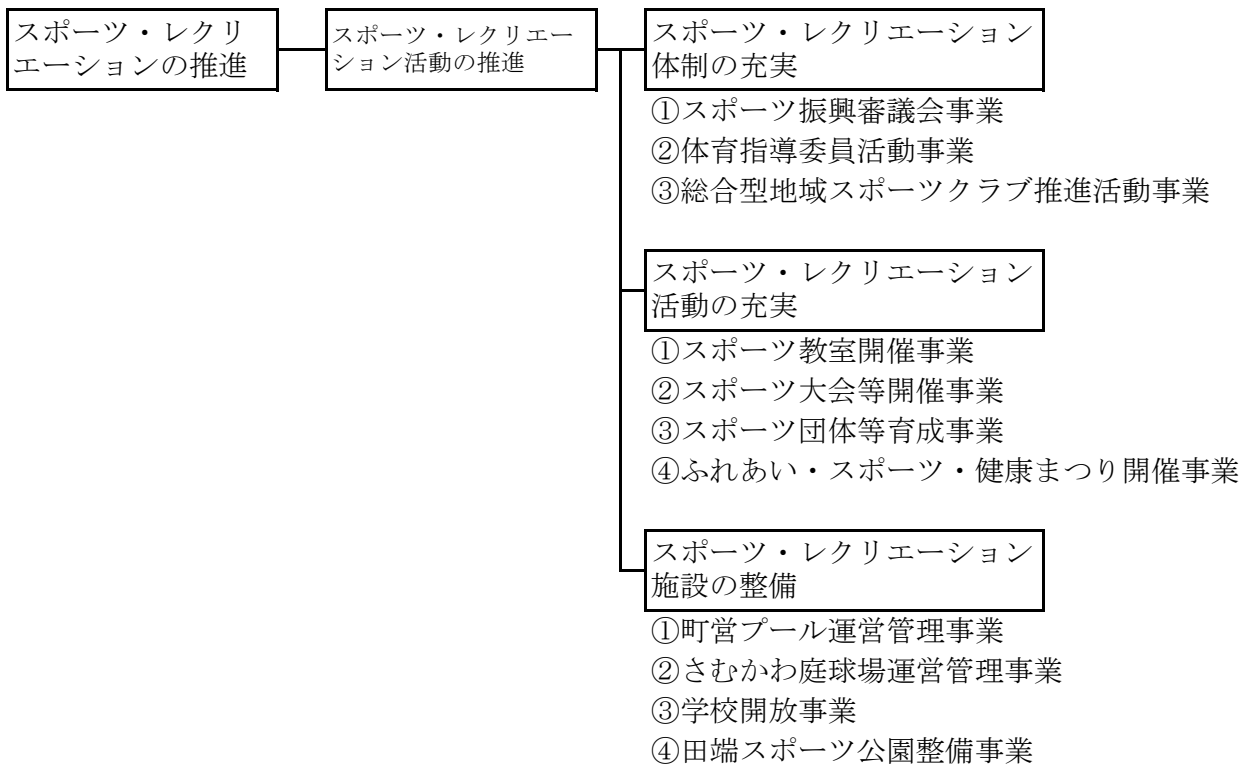 スポーツ・レクリ
エーションの推進
スポーツ・レクリエー
ション活動の推進
スポーツ・レクリエーション
体制の充実
①スポーツ振興審議会事業
②体育指導委員活動事業
③総合型地域スポーツクラブ推進活動事業
スポーツ・レクリエーション
活動の充実
①スポーツ教室開催事業
②スポーツ大会等開催事業
③スポーツ団体等育成事業
④ふれあい・スポーツ・健康まつり開催事業
スポーツ・レクリエーション
施設の整備
①町営プール運営管理事業
②さむかわ庭球場運営管理事業
③学校開放事業
④田端スポーツ公園整備事業